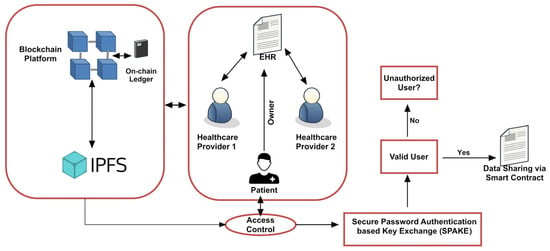 Blockchain
Platform
On-chain
Ledger
IPFS
EHR
Owner
Healthcare
Provider 1
Healthcare
Provider 2
Patient
Access
Control
Unauthorized
User?
No
Valid User
Yes
Data Sharing via
Smart Contract
Secure Password Authentication
based Key Exchange (SPAKE)